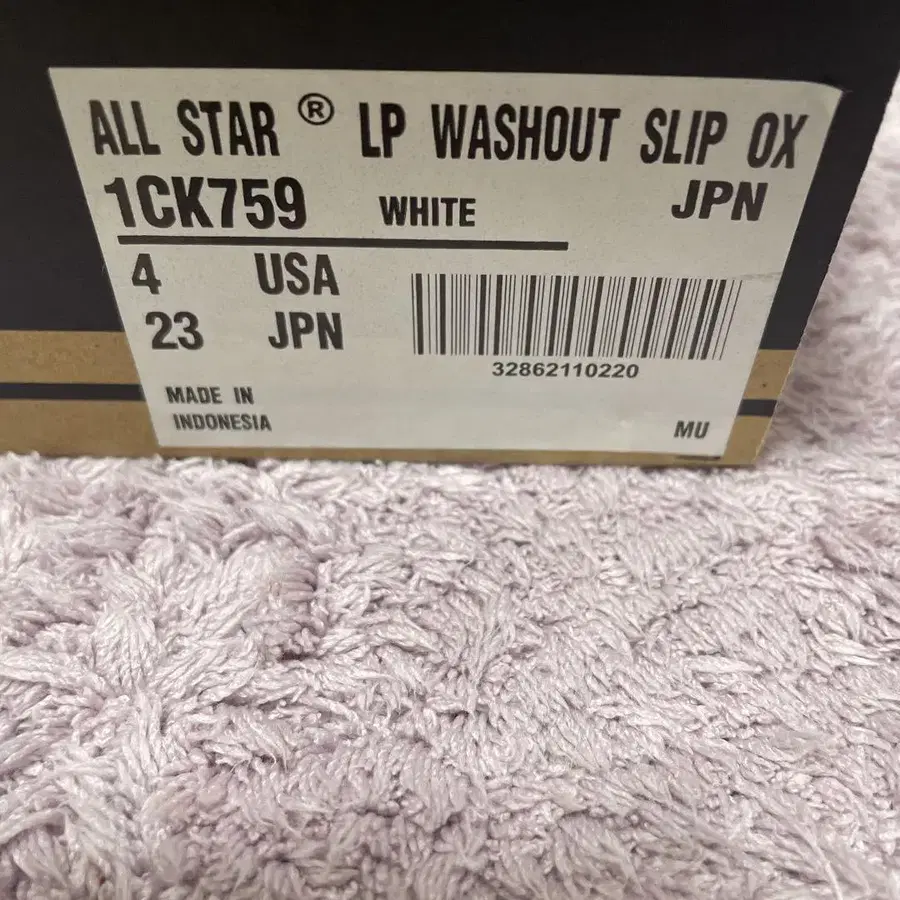 ALL STAR ® LP WASHOUT SLIP OX
1CK759 WHITE JPN
4 USA
23 JPN
32862110220
MADE IN
INDONESIA
MU